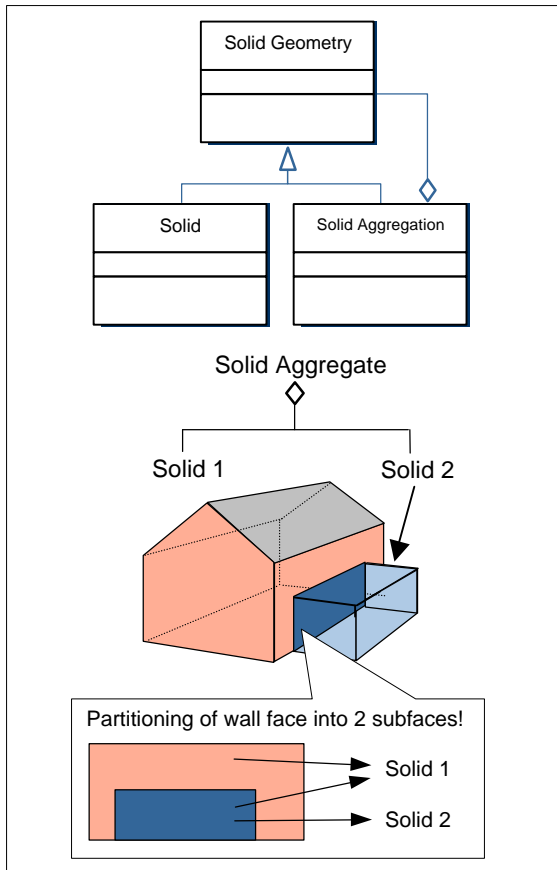 Solid Geometry
Solid
Solid Aggregation
Solid Aggregate
Solid 1
Solid 2
Partitioning of wall face into 2 subfaces!
Solid 1
Solid 2